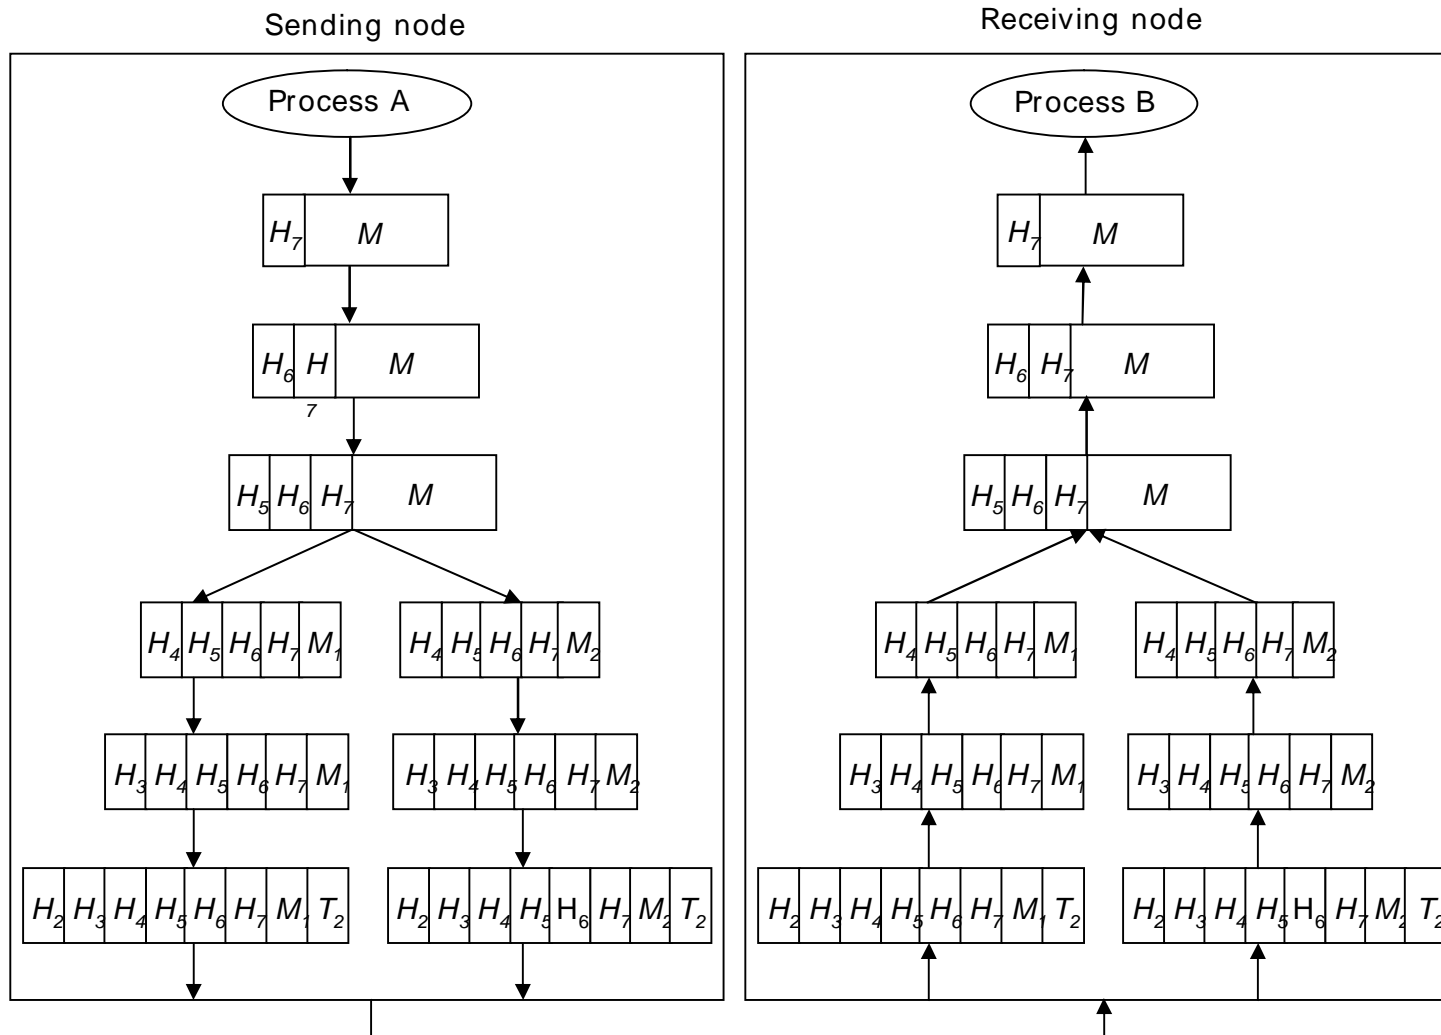 Sending node
Receiving node
Process A
Process B
H7 M
H7 M
H6 H7 M
H6 H7 M
H5 H6 H7 M
H5 H6 H7 M
H4 H5 H6 H7 M1
H4 H5 H6 H7 M2
H4 H5 H6 H7 M1
H4 H5 H6 H7 M2
H3 H4 H5 H6 H7 M1
H3 H4 H5 H6 H7 M2
H3 H4 H5 H6 H7 M1
H3 H4 H5 H6 H7 M2
H2 H3 H4 H5 H6 H7 M1 T2
H2 H3 H4 H5 H6 H7 M2 T2
H2 H3 H4 H5 H6 H7 M1 T2
H2 H3 H4 H5 H6 H7 M2 T2